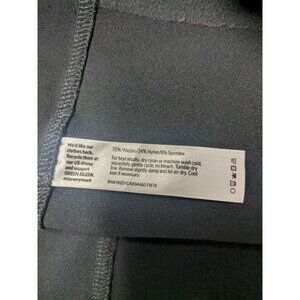 We'd like our
clothes back.
Recycle them at
our US stores
and support
GREEN EILEEN.
70% Viscose/24% Nylon/6% Spandex
For best results, dry clean or machine wash cold,
separately, gentle cycle, no bleach. Tumble dry
low. Remove slightly damp and let air dry. Cool
iron if necessary.